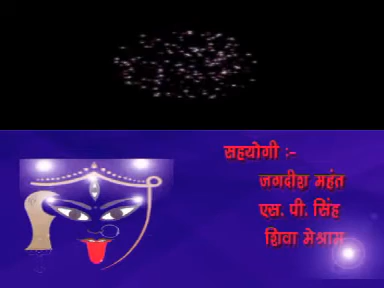 सहयोगी :-
जगदीश महंत
एस. पी. सिंह
शिवा मेश्राम